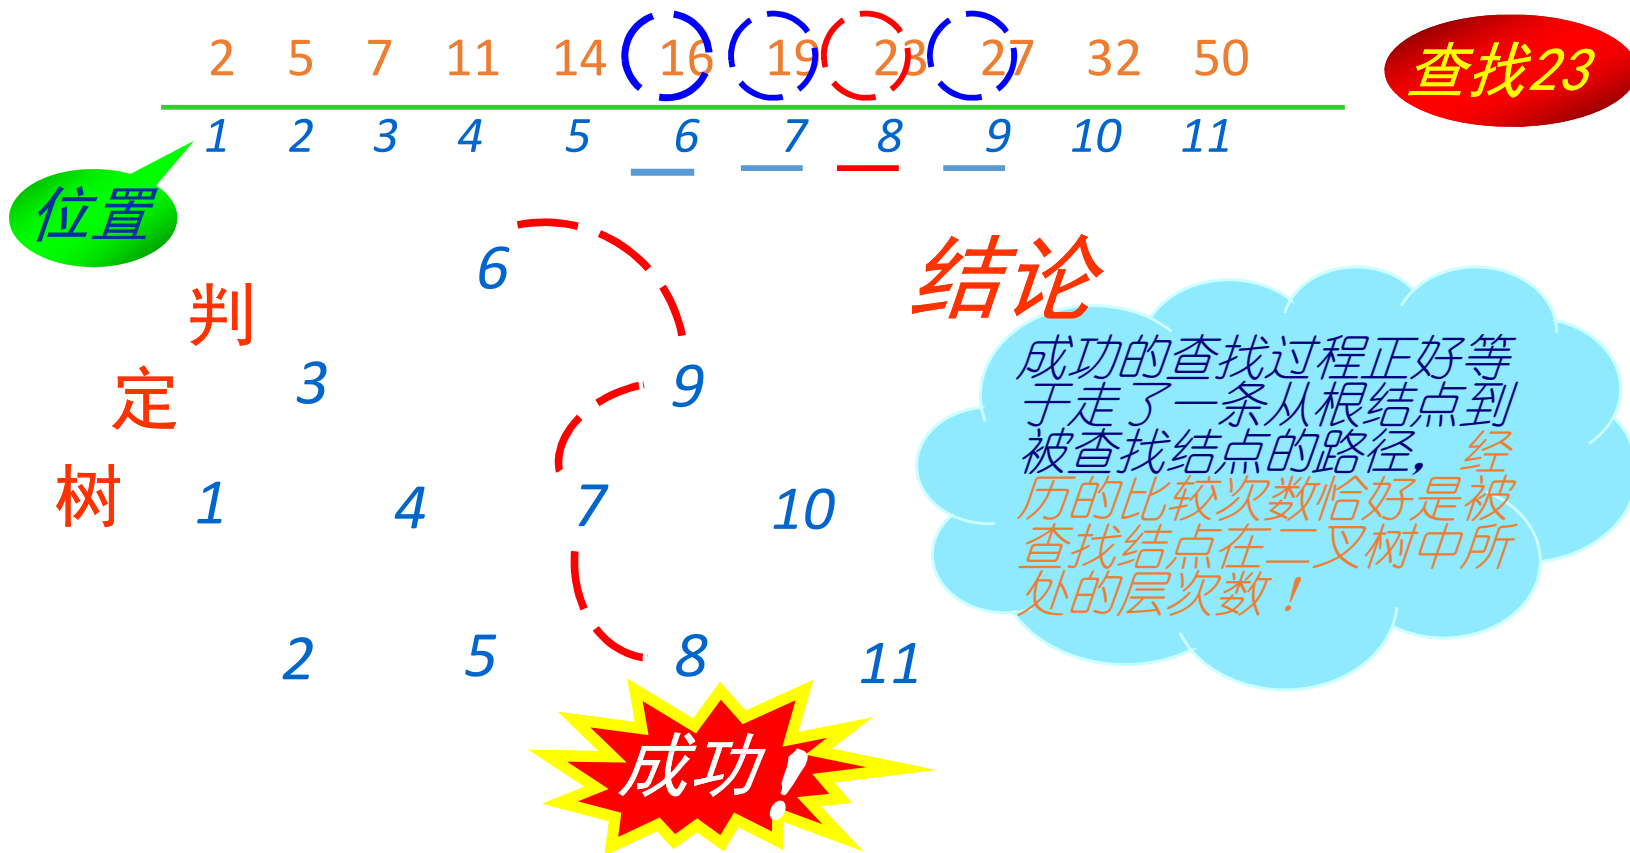 2 5 7 11 14 16 19 23 27 32 50
查找23
1 2 3 4 5 6 7 8 9 10 11
位置
6
结论
判
3
9
定
树
1 4 7 10
2 5 8 11
成功的查找过程正好等
于走了一条从根结点到
被查找结点的路径，经
历的比较次数恰好是被
查找结点在二叉树中所
处的层次数！
成功！